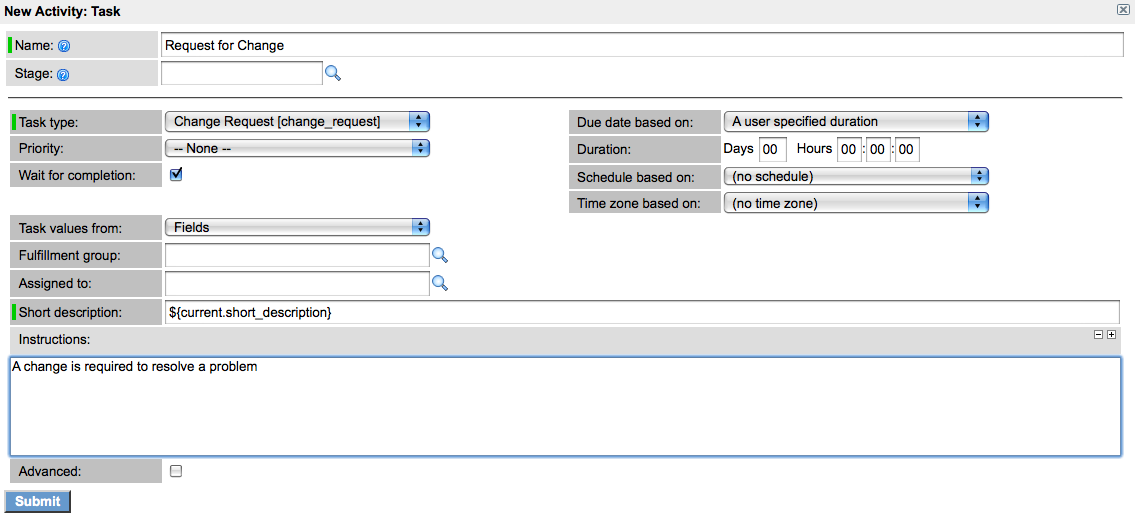 New Activity: Task
Name: Request for Change
Stage:
Task type: Change Request [change_request] Due date based on: A user specified duration
Priority: -- None -- Duration: Days 00 Hours 00 : 00 : 00
Wait for completion: Schedule based on: (no schedule)
Time zone based on: (no time zone)
Task values from: Fields
Fulfillment group:
Assigned to:
Short description: ${current.short_description}
Instructions:
A change is required to resolve a problem
Advanced:
Submit